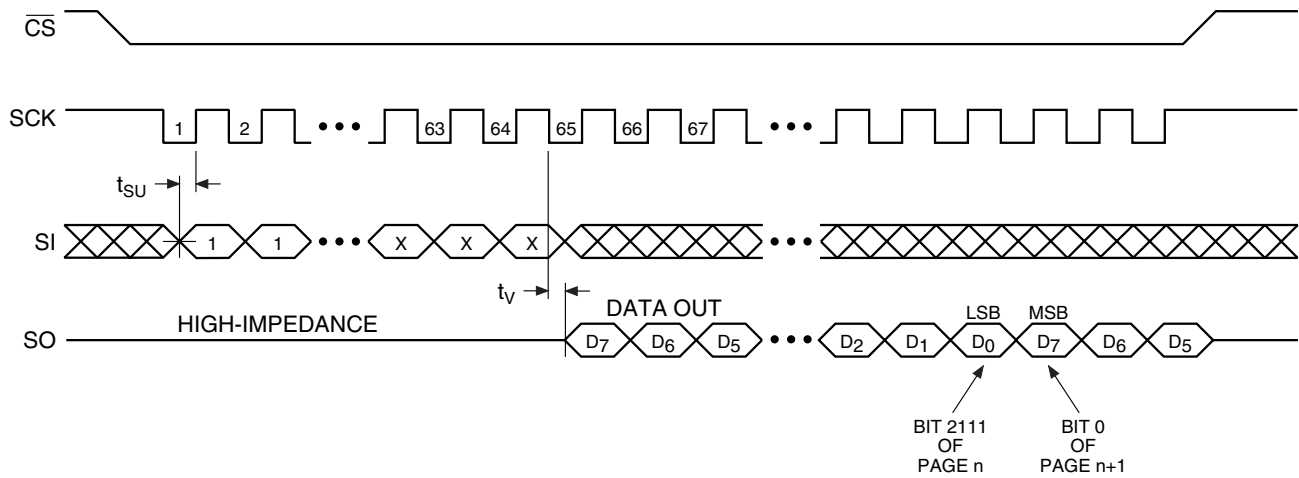 CS
SCK 1 2 ••• 63 64 65 66 67 •••
tSU
SI 1 1 ••• X X X •••
tV
HIGH-IMPEDANCE DATA OUT LSB MSB
SO D7 D6 D5 ••• D2 D1 D0 D7 D6 D5
BIT 2111
OF
PAGE n
BIT 0
OF
PAGE n+1